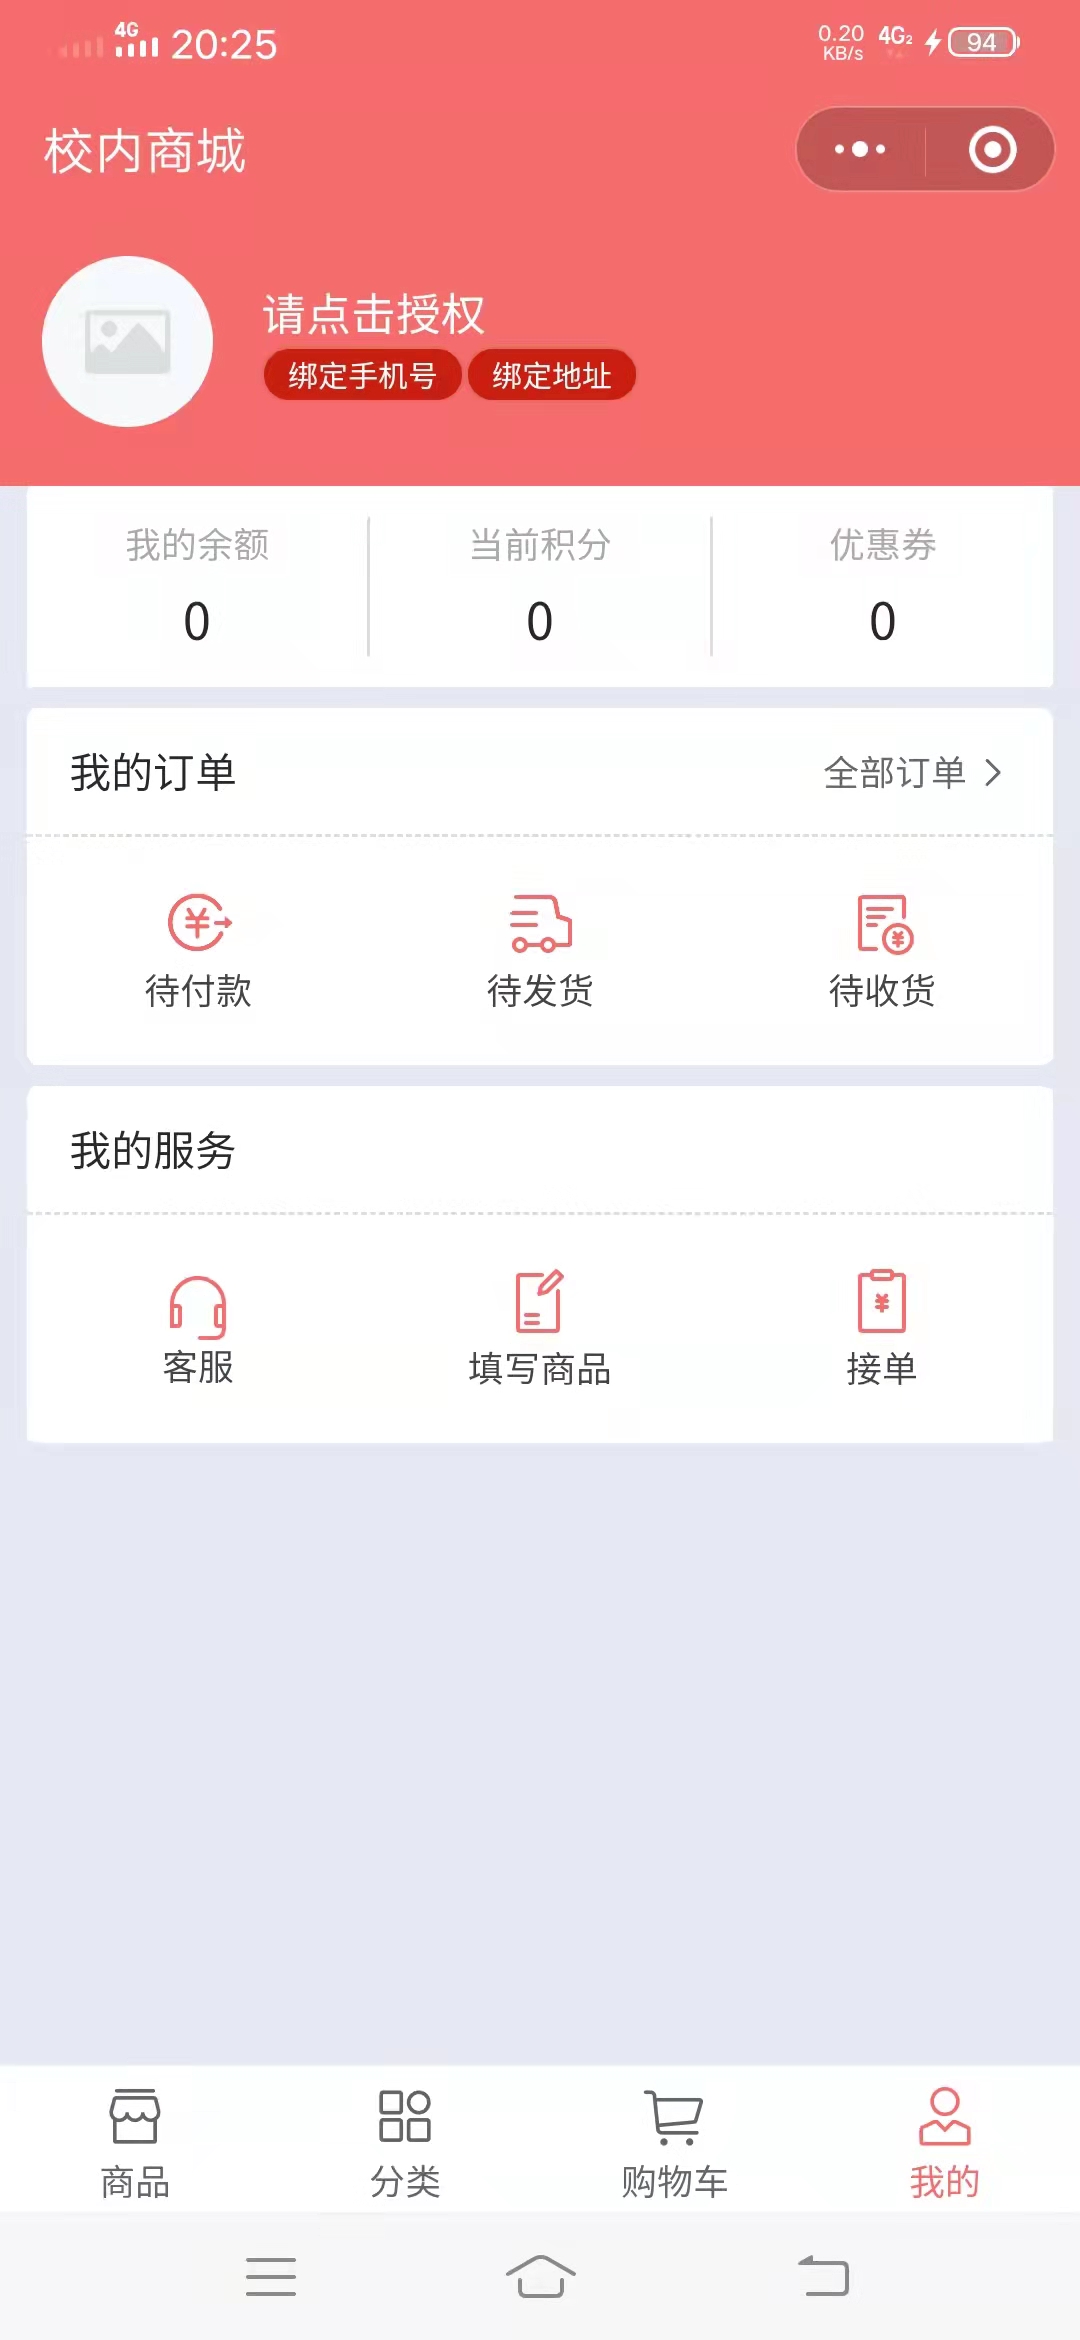 4G 20:25 0.20 KB/s 4G2 94
校内商城
请点击授权
绑定手机号 绑定地址
我的余额 当前积分 优惠券
0 0 0
我的订单 全部订单
待付款 待发货 待收货
我的服务
客服 填写商品 接单
商品 分类 购物车 我的